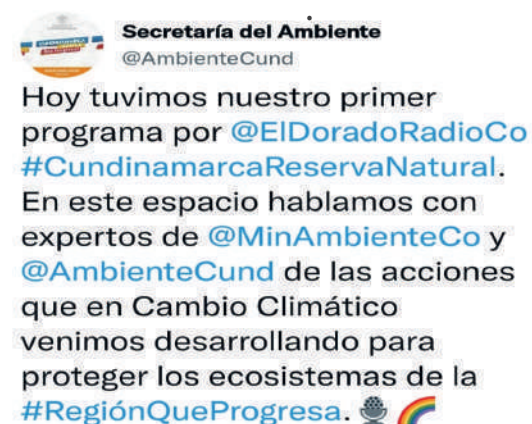 Secretaría del Ambiente
@AmbienteCund
Hoy tuvimos nuestro primer
programa por @ElDoradoRadioCo
#CundinamarcaReservaNatural.
En este espacio hablamos con
expertos de @MinAmbienteCo y
@AmbienteCund de las acciones
que en Cambio Climático
venimos desarrollando para
proteger los ecosistemas de la
#RegiónQueProgresa. 🎙️🌈